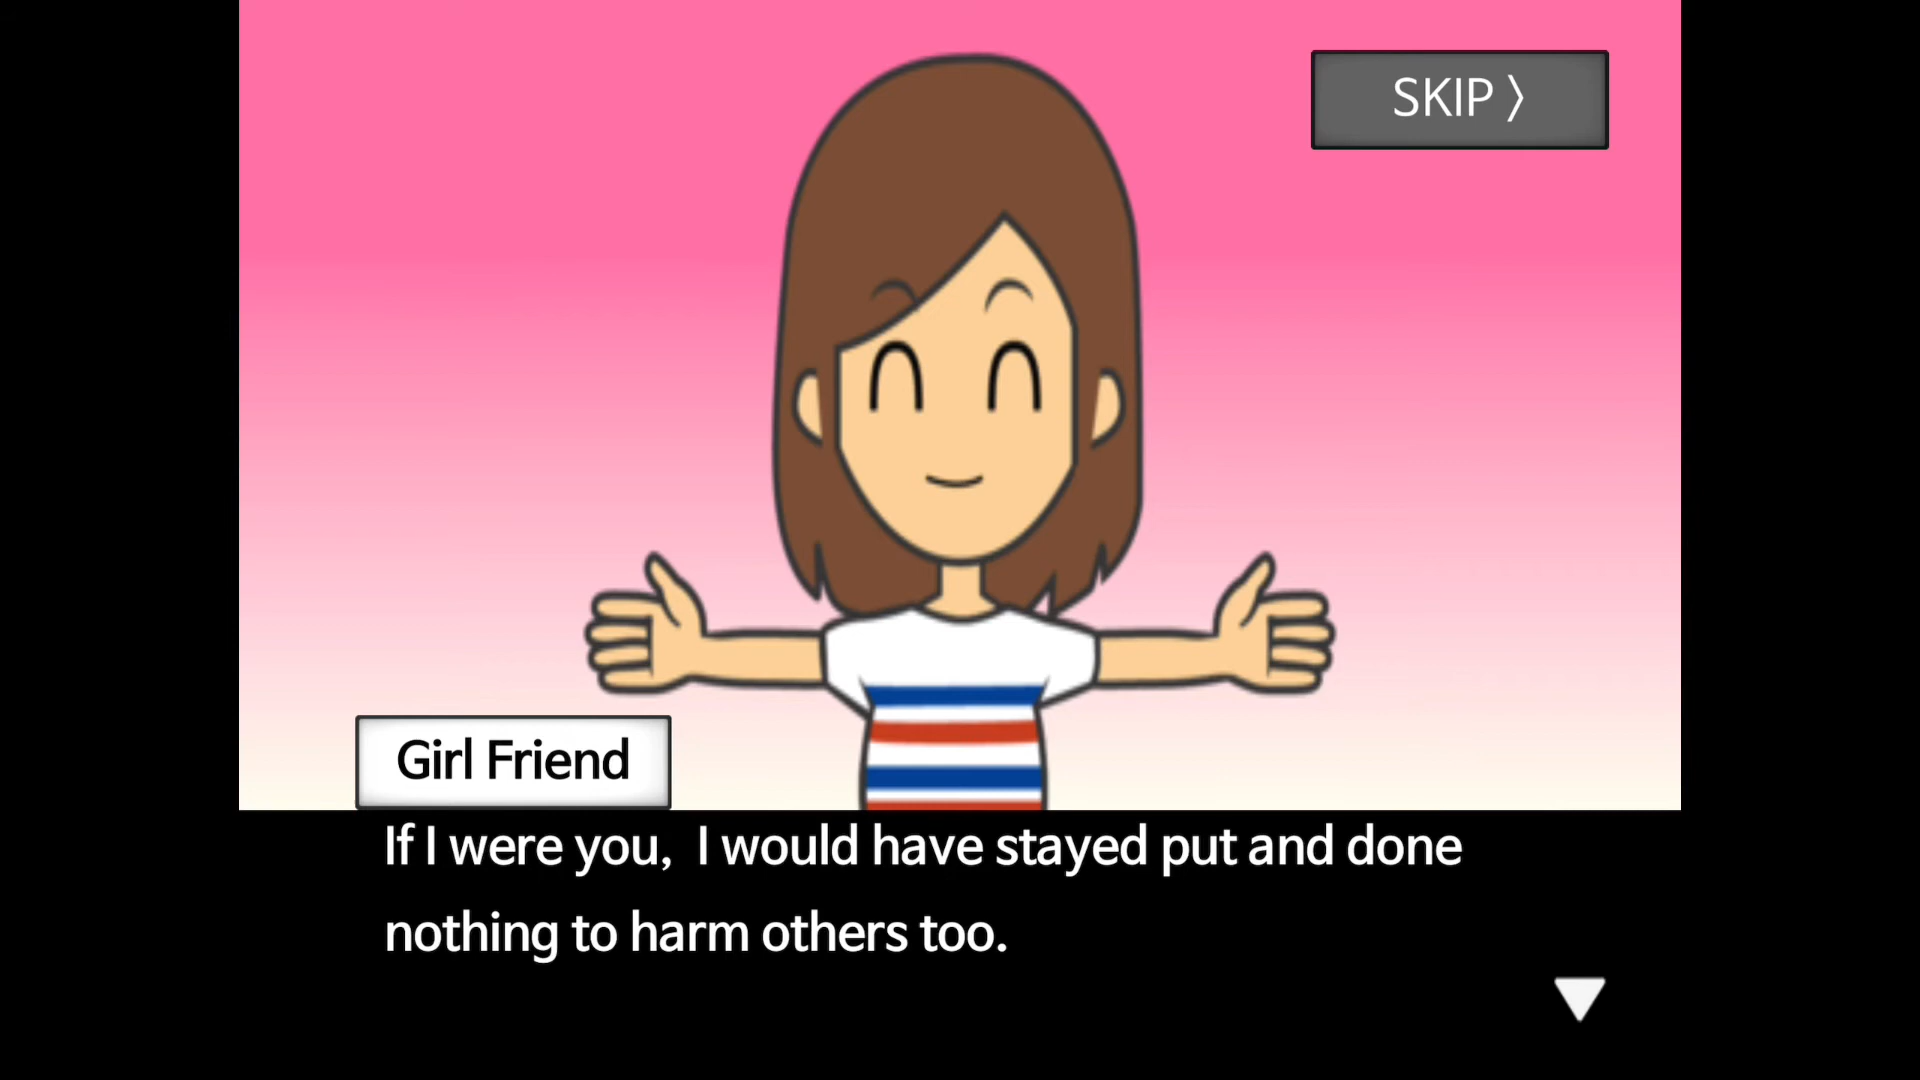 SKIP〉
Girl Friend
If I were you,  I would have stayed put and done
nothing to harm others too.